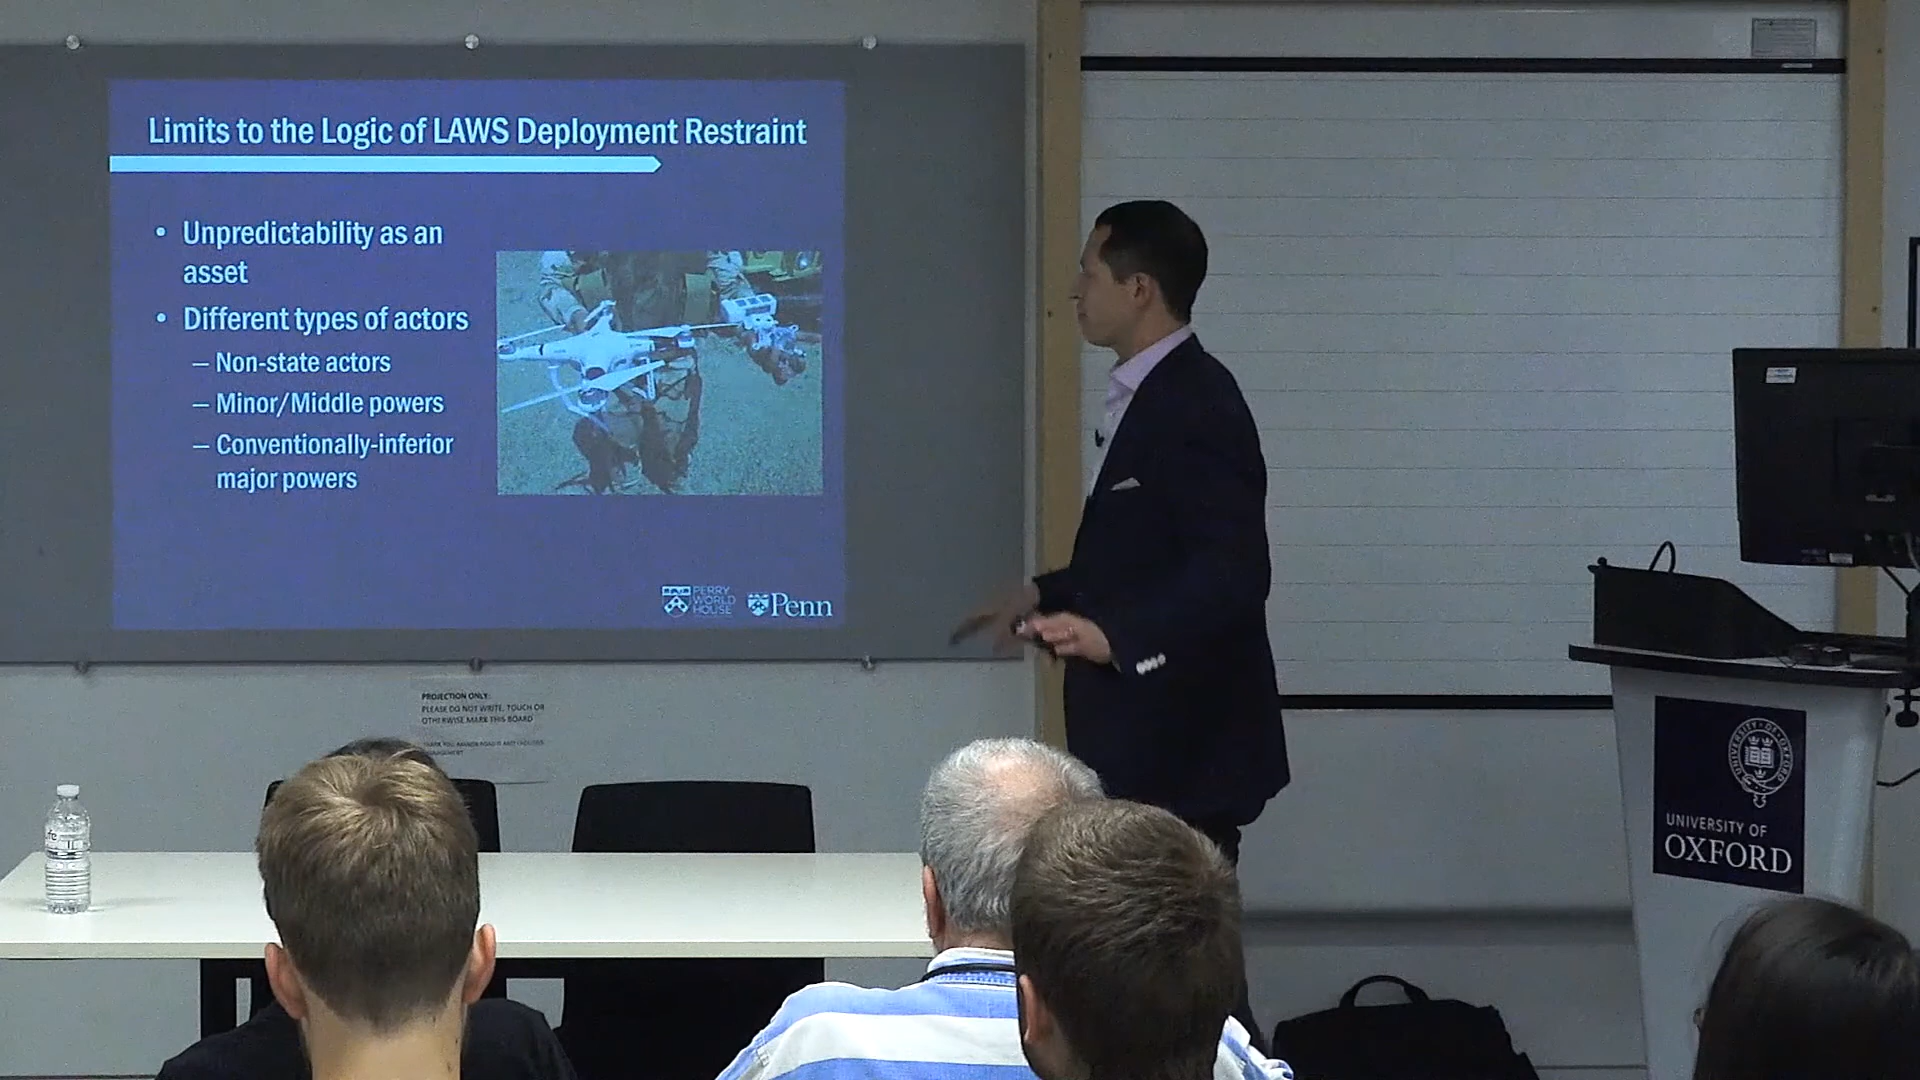 Limits to the Logic of LAWS Deployment Restraint
• Unpredictability as an
asset
• Different types of actors
– Non-state actors
– Minor/Middle powers
– Conventionally-inferior
major powers
PERRY
WORLD
HOUSE
Penn
PROJECTION ONLY:
PLEASE DO NOT WRITE, TOUCH OR
OTHERWISE MARK THIS BOARD
UNIVERSITY OF
OXFORD